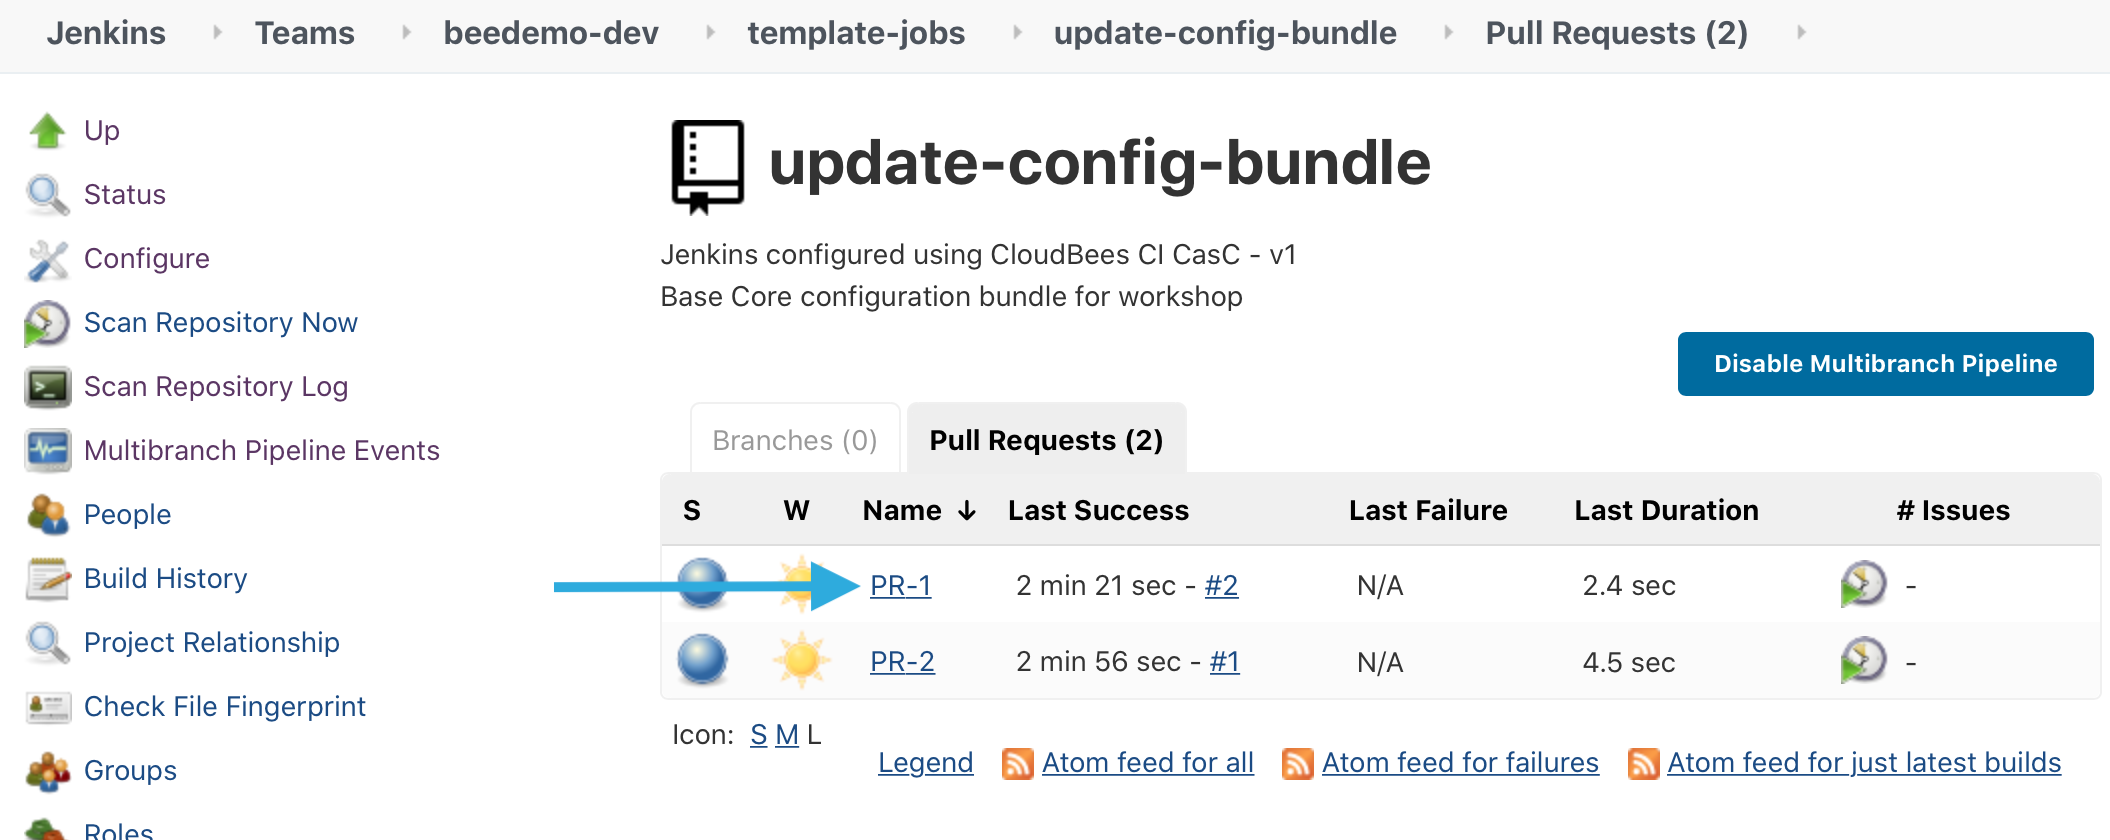 Jenkins Teams beedemo-dev template-jobs update-config-bundle Pull Requests (2)
Up
Status
Configure
Scan Repository Now
Scan Repository Log
Multibranch Pipeline Events
People
Build History
Project Relationship
Check File Fingerprint
Groups
Roles
update-config-bundle
Jenkins configured using CloudBees CI CasC - v1
Base Core configuration bundle for workshop
Disable Multibranch Pipeline
Branches (0) Pull Requests (2)
S W Name ↓ Last Success Last Failure Last Duration # Issues
PR-1 2 min 21 sec - #2 N/A 2.4 sec -
PR-2 2 min 56 sec - #1 N/A 4.5 sec -
Icon: S M L
Legend Atom feed for all Atom feed for failures Atom feed for just latest builds